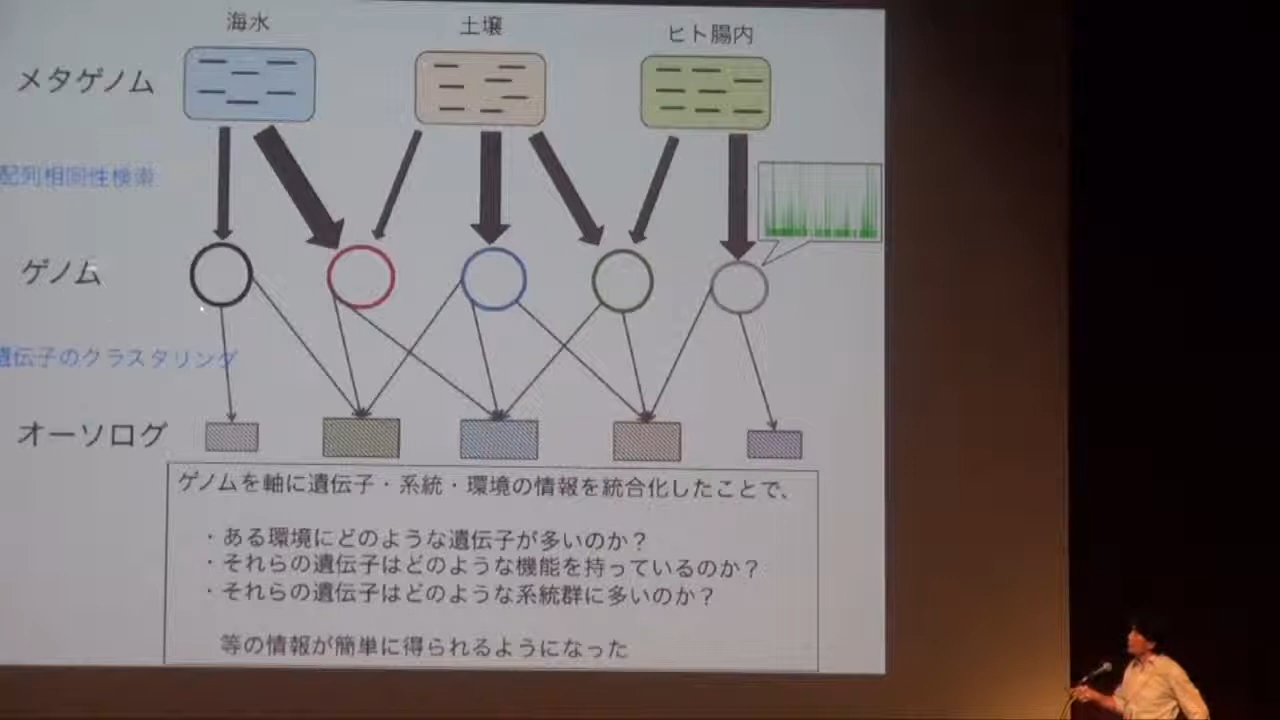 海水 土壌 ヒト腸内
メタゲノム
配列相同性検索
ゲノム
遺伝子のクラスタリング
オーソログ
ゲノムを軸に遺伝子・系統・環境の情報を統合化したことで、
・ある環境にどのような遺伝子が多いのか？
・それらの遺伝子はどのような機能を持っているのか？
・それらの遺伝子はどのような系統群に多いのか？
等の情報が簡単に得られるようになった